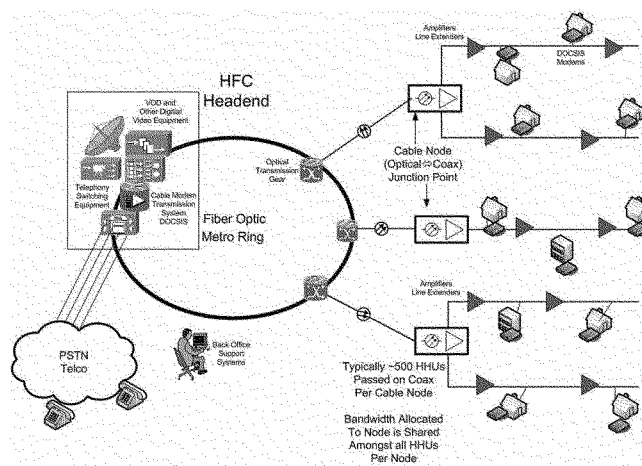 Amplifiers
Line Extenders
DOCSIS
Modems
HFC
Headend
VOD and
Other Digital
Video Equipment
Telephony
Switching
Equipment
Cable Modem
Transmission
System
DOCSIS
Optical
Transmission
Gear
Cable Node
(Optical⇔Coax)
Junction Point
Fiber Optic
Metro Ring
Amplifiers
Line Extenders
PSTN
Telco
Back Office
Support
Systems
Typically ~500 HHUs
Passed on Coax
Per Cable Node
Bandwidth Allocated
To Node is Shared
Amongst all HHUs
Per Node